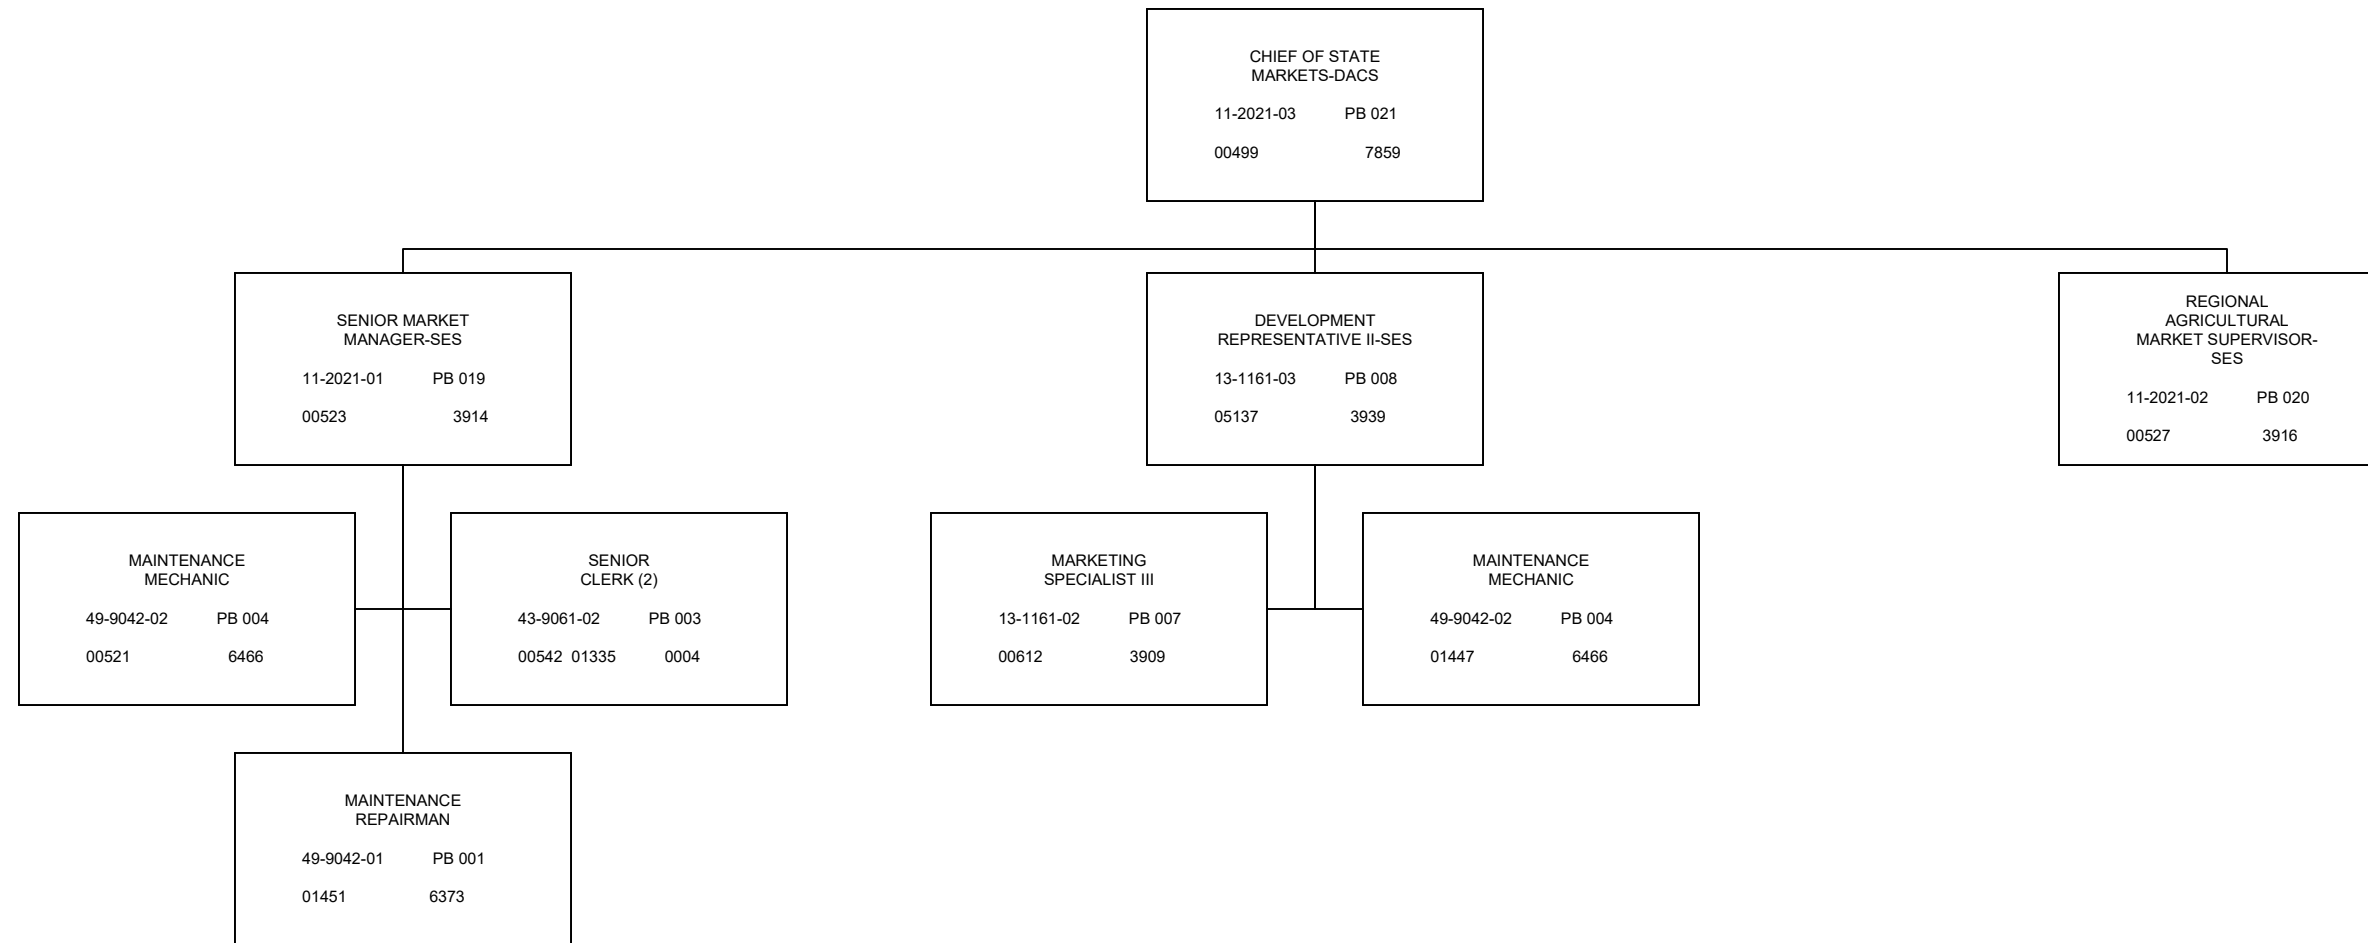 CHIEF OF STATE
MARKETS-DACS
11-2021-03 PB 021
00499 7859
SENIOR MARKET
MANAGER-SES
11-2021-01 PB 019
00523 3914
DEVELOPMENT
REPRESENTATIVE II-SES
13-1161-03 PB 008
05137 3939
REGIONAL
AGRICULTURAL
MARKET SUPERVISOR-
SES
11-2021-02 PB 020
00527 3916
MAINTENANCE
MECHANIC
49-9042-02 PB 004
00521 6466
SENIOR
CLERK (2)
43-9061-02 PB 003
00542 01335 0004
MARKETING
SPECIALIST III
13-1161-02 PB 007
00612 3909
MAINTENANCE
MECHANIC
49-9042-02 PB 004
01447 6466
MAINTENANCE
REPAIRMAN
49-9042-01 PB 001
01451 6373